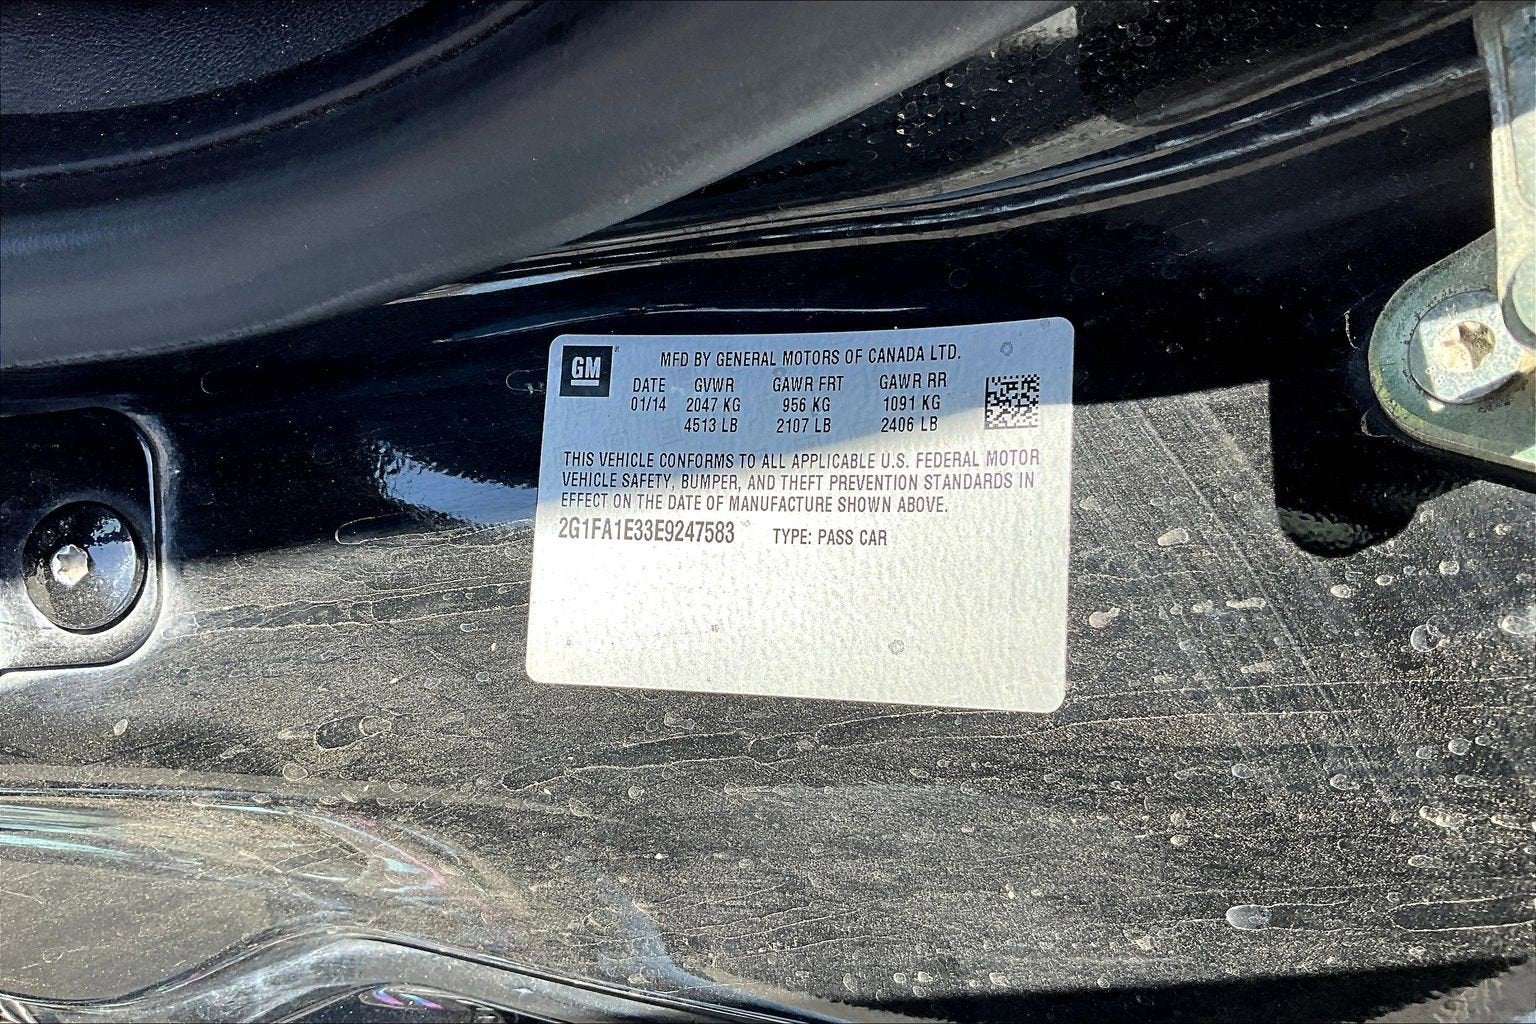 GM
MFD BY GENERAL MOTORS OF CANADA LTD.
DATE GVWR GAWR FRT GAWR RR
01/14 2047 KG 956 KG 1091 KG
4513 LB 2107 LB 2406 LB
THIS VEHICLE CONFORMS TO ALL APPLICABLE U.S. FEDERAL MOTOR
VEHICLE SAFETY, BUMPER, AND THEFT PREVENTION STANDARDS IN
EFFECT ON THE DATE OF MANUFACTURE SHOWN ABOVE.
2G1FA1E33E9247583 TYPE: PASS CAR